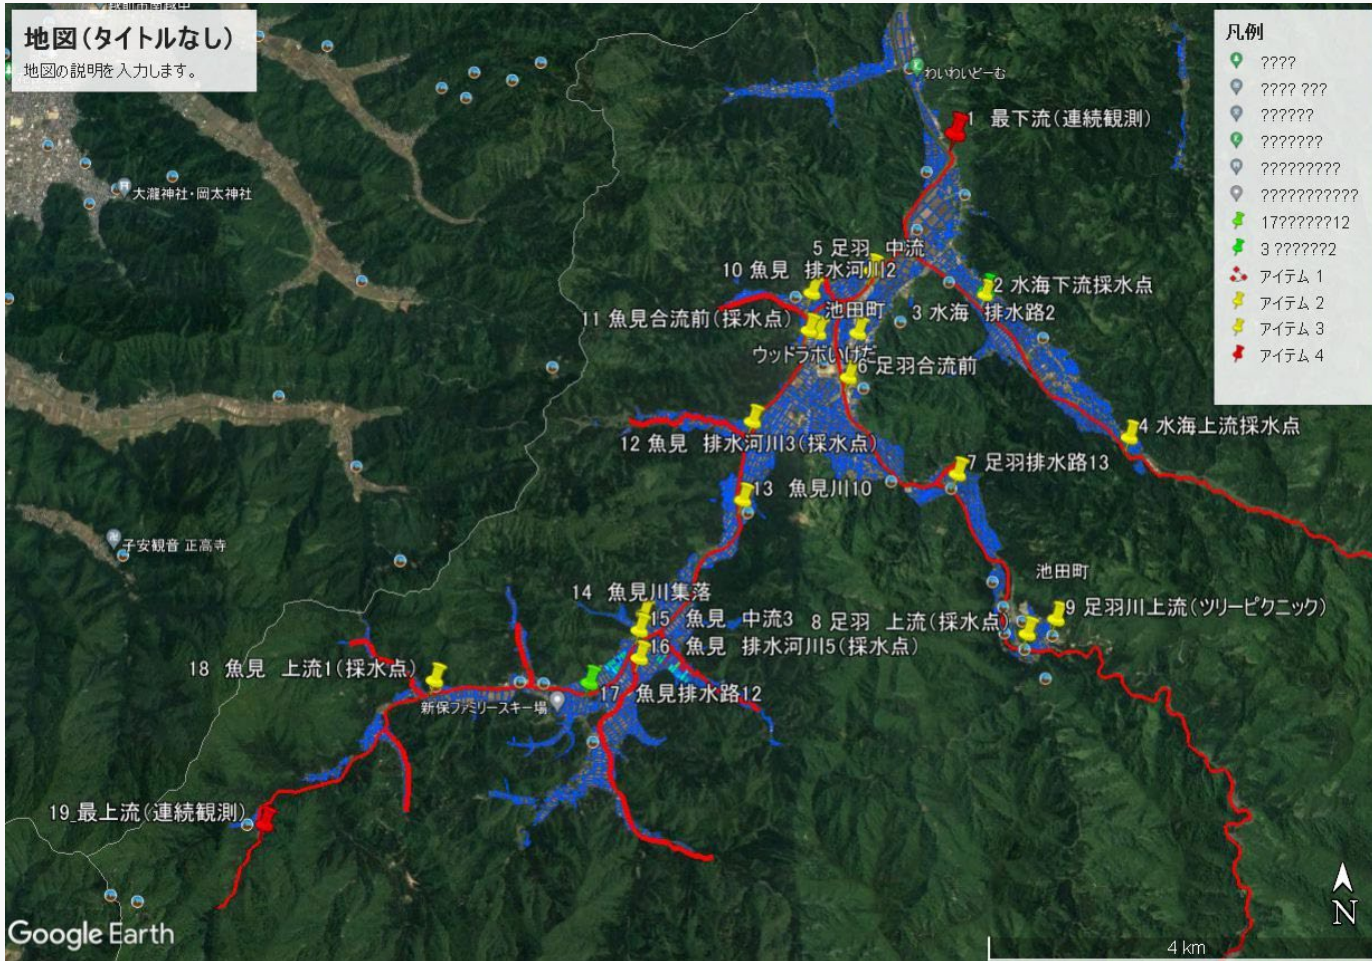 地図(タイトルなし)
地図の説明を入力します。
凡例
????
???? ???
??????
???????
?????????
???????????
17??????12
3 ??????2
アイテム 1
アイテム 2
アイテム 3
アイテム 4
わいわいどーむ
1 最下流(連続観測)
大瀧神社・岡太神社
5 足羽 中流
10 魚見 排水河川2
2 水海下流採水点
池田町
3 水海 排水路2
11 魚見合流前(採水点)
ウッドラボいけだ
6 足羽合流前
4 水海上流採水点
12 魚見 排水河川3(採水点)
7 足羽排水路13
13 魚見川10
子安観音 正高寺
池田町
14 魚見川集落
9 足羽川上流(ツリーピクニック)
15 魚見 中流3
8 足羽 上流(採水点)
16 魚見 排水河川5(採水点)
18 魚見 上流1(採水点)
17 魚見排水路12
新保ファミリースキー場
19_最上流(連続観測)
N
Google Earth
4 km